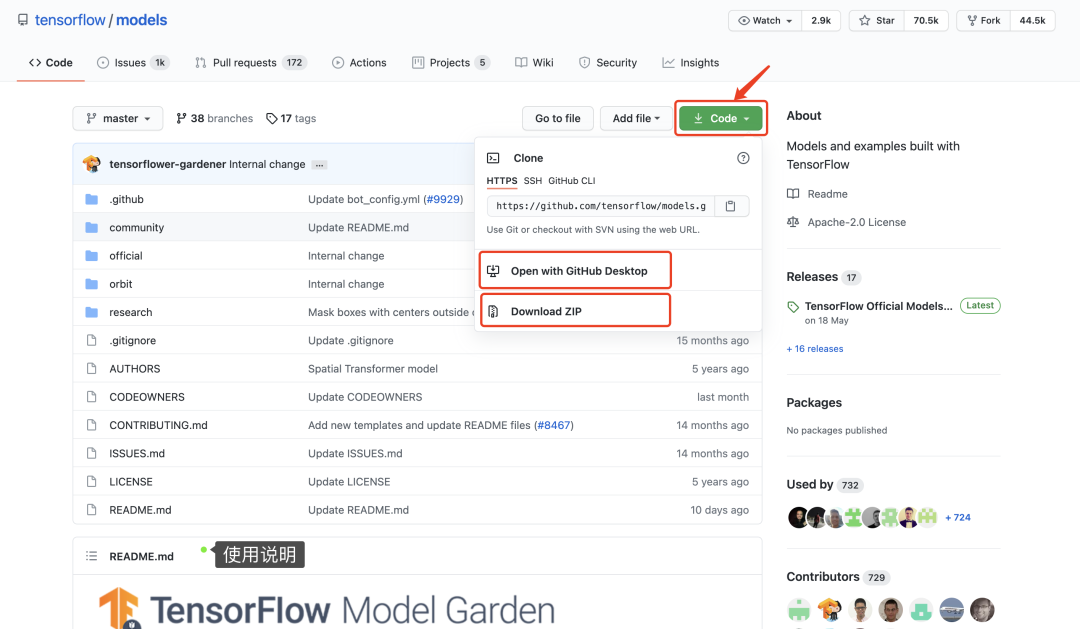 tensorflow / models
Watch 2.9k Star 70.5k Fork 44.5k
<> Code Issues 1k Pull requests 172 Actions Projects 5 Wiki Security Insights
master 38 branches 17 tags Go to file Add file Code
tensorflower-gardener Internal change ...
.github Update bot_config.yml (#9929)
community Update README.md
official Internal change
orbit Internal change
research Mask boxes with centers outside
.gitignore Update .gitignore 15 months ago
AUTHORS Spatial Transformer model 5 years ago
CODEOWNERS Update CODEOWNERS last month
CONTRIBUTING.md Add new templates and update README files (#8467) 14 months ago
ISSUES.md Update ISSUES.md 14 months ago
LICENSE Update LICENSE 5 years ago
README.md Update README.md 10 days ago
Clone ?
HTTPS SSH GitHub CLI
https://github.com/tensorflow/models.g
Use Git or checkout with SVN using the web URL.
Open with GitHub Desktop
Download ZIP
README.md 使用说明
TensorFlow Model Garden
About
Models and examples built with
TensorFlow
Readme
Apache-2.0 License
Releases 17
TensorFlow Official Models... Latest
on 18 May
+ 16 releases
Packages
No packages published
Used by 732
+ 724
Contributors 729